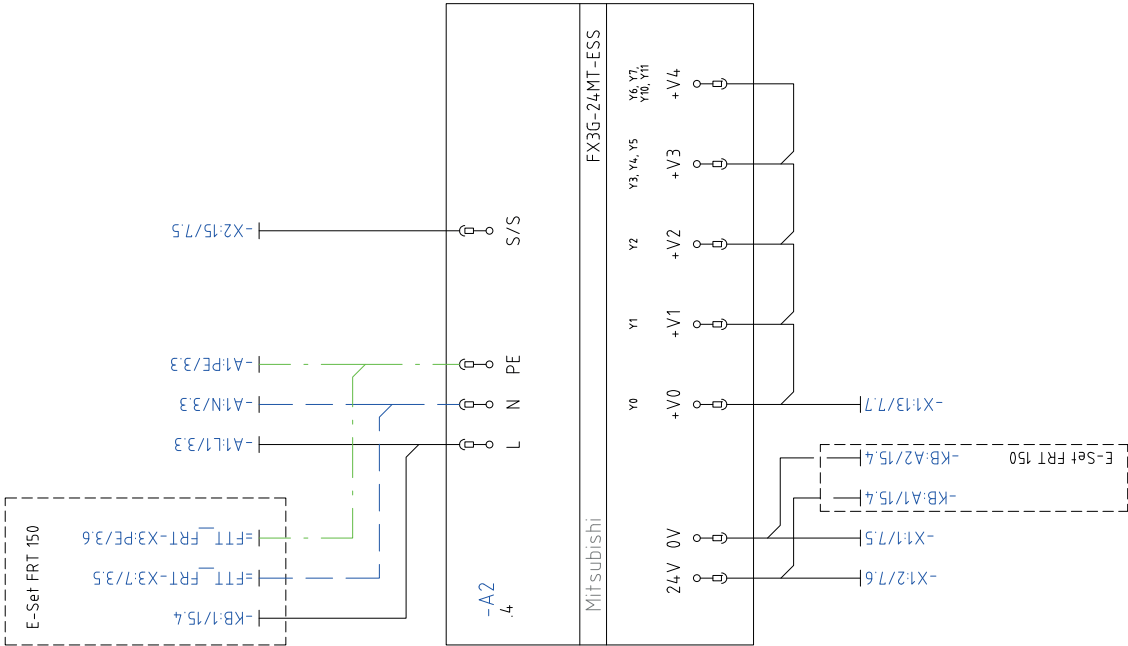 FX3G-24MT-ESS
Mitsubishi
-A2
.4
Y6, Y7,
Y10, Y11
+V4
Y3, Y4, Y5
+V3
Y2
+V2
Y1
+V1
Y0
+V0
0V
24V
S/S
PE
N
L
-X2:15/7.5
-A1:PE/3.3
-A1:N/3.3
-A1:L1/3.3
E-Set FRT 150
=FTT_FRT-X3:PE/3.6
=FTT_FRT-X3:7/3.5
-KB:1/15.4
-X1:13/7.7
-KB:A2/15.4
E-Set FRT 150
-KB:A1/15.4
-X1:1/7.5
-X1:2/7.6